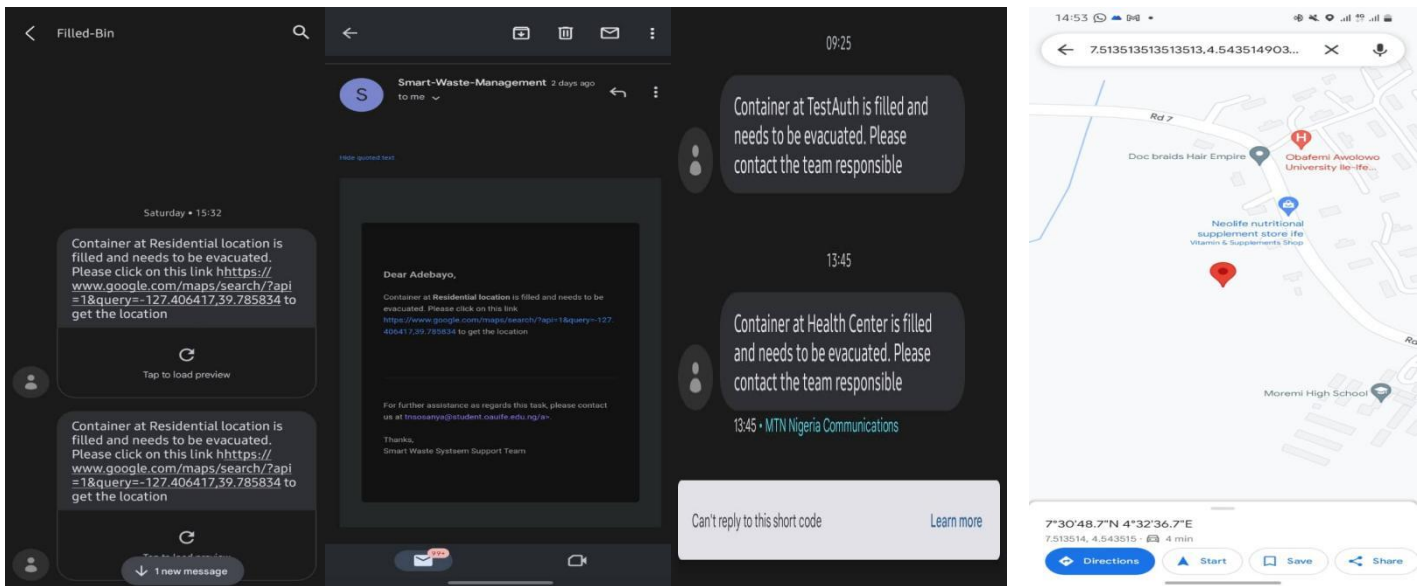 Filled-Bin
Saturday • 15:32
Container at Residential location is
filled and needs to be evacuated.
Please click on this link hhttps://
www.google.com/maps/search/?api
=1&query=-127.406417,39.785834 to
get the location
Tap to load preview
Container at Residential location is
filled and needs to be evacuated.
Please click on this link hhttps://
www.google.com/maps/search/?api
=1&query=-127.406417,39.785834 to
get the location
↓ 1 new message
S
Smart-Waste-Management 2 days ago
to me
Hide quoted text
Dear Adebayo,
Container at Residential location is filled and needs to be
evacuated. Please click on this link
https://www.google.com/maps/search/?api=1&query=-127.
406417,39.785834 to get the location
For further assistance as regards this task, please contact
us at tnsosanya@student.oauife.edu.ng/a>.
Thanks,
Smart Waste Systsem Support Team
99+
09:25
Container at TestAuth is filled and
needs to be evacuated. Please
contact the team responsible
13:45
Container at Health Center is filled
and needs to be evacuated. Please
contact the team responsible
13:45 • MTN Nigeria Communications
Can't reply to this short code Learn more
14:53
7.513513513513513,4.543514903...
Rd 7
Doc braids Hair Empire
H
Obafemi Awolowo
University Ile-Ife...
Neolife nutritional
supplement store ife
Vitamin & Supplements Shop
Rd
Moremi High School
7°30'48.7"N 4°32'36.7"E
7.513514, 4.543515 · 4 min
Directions Start Save Share